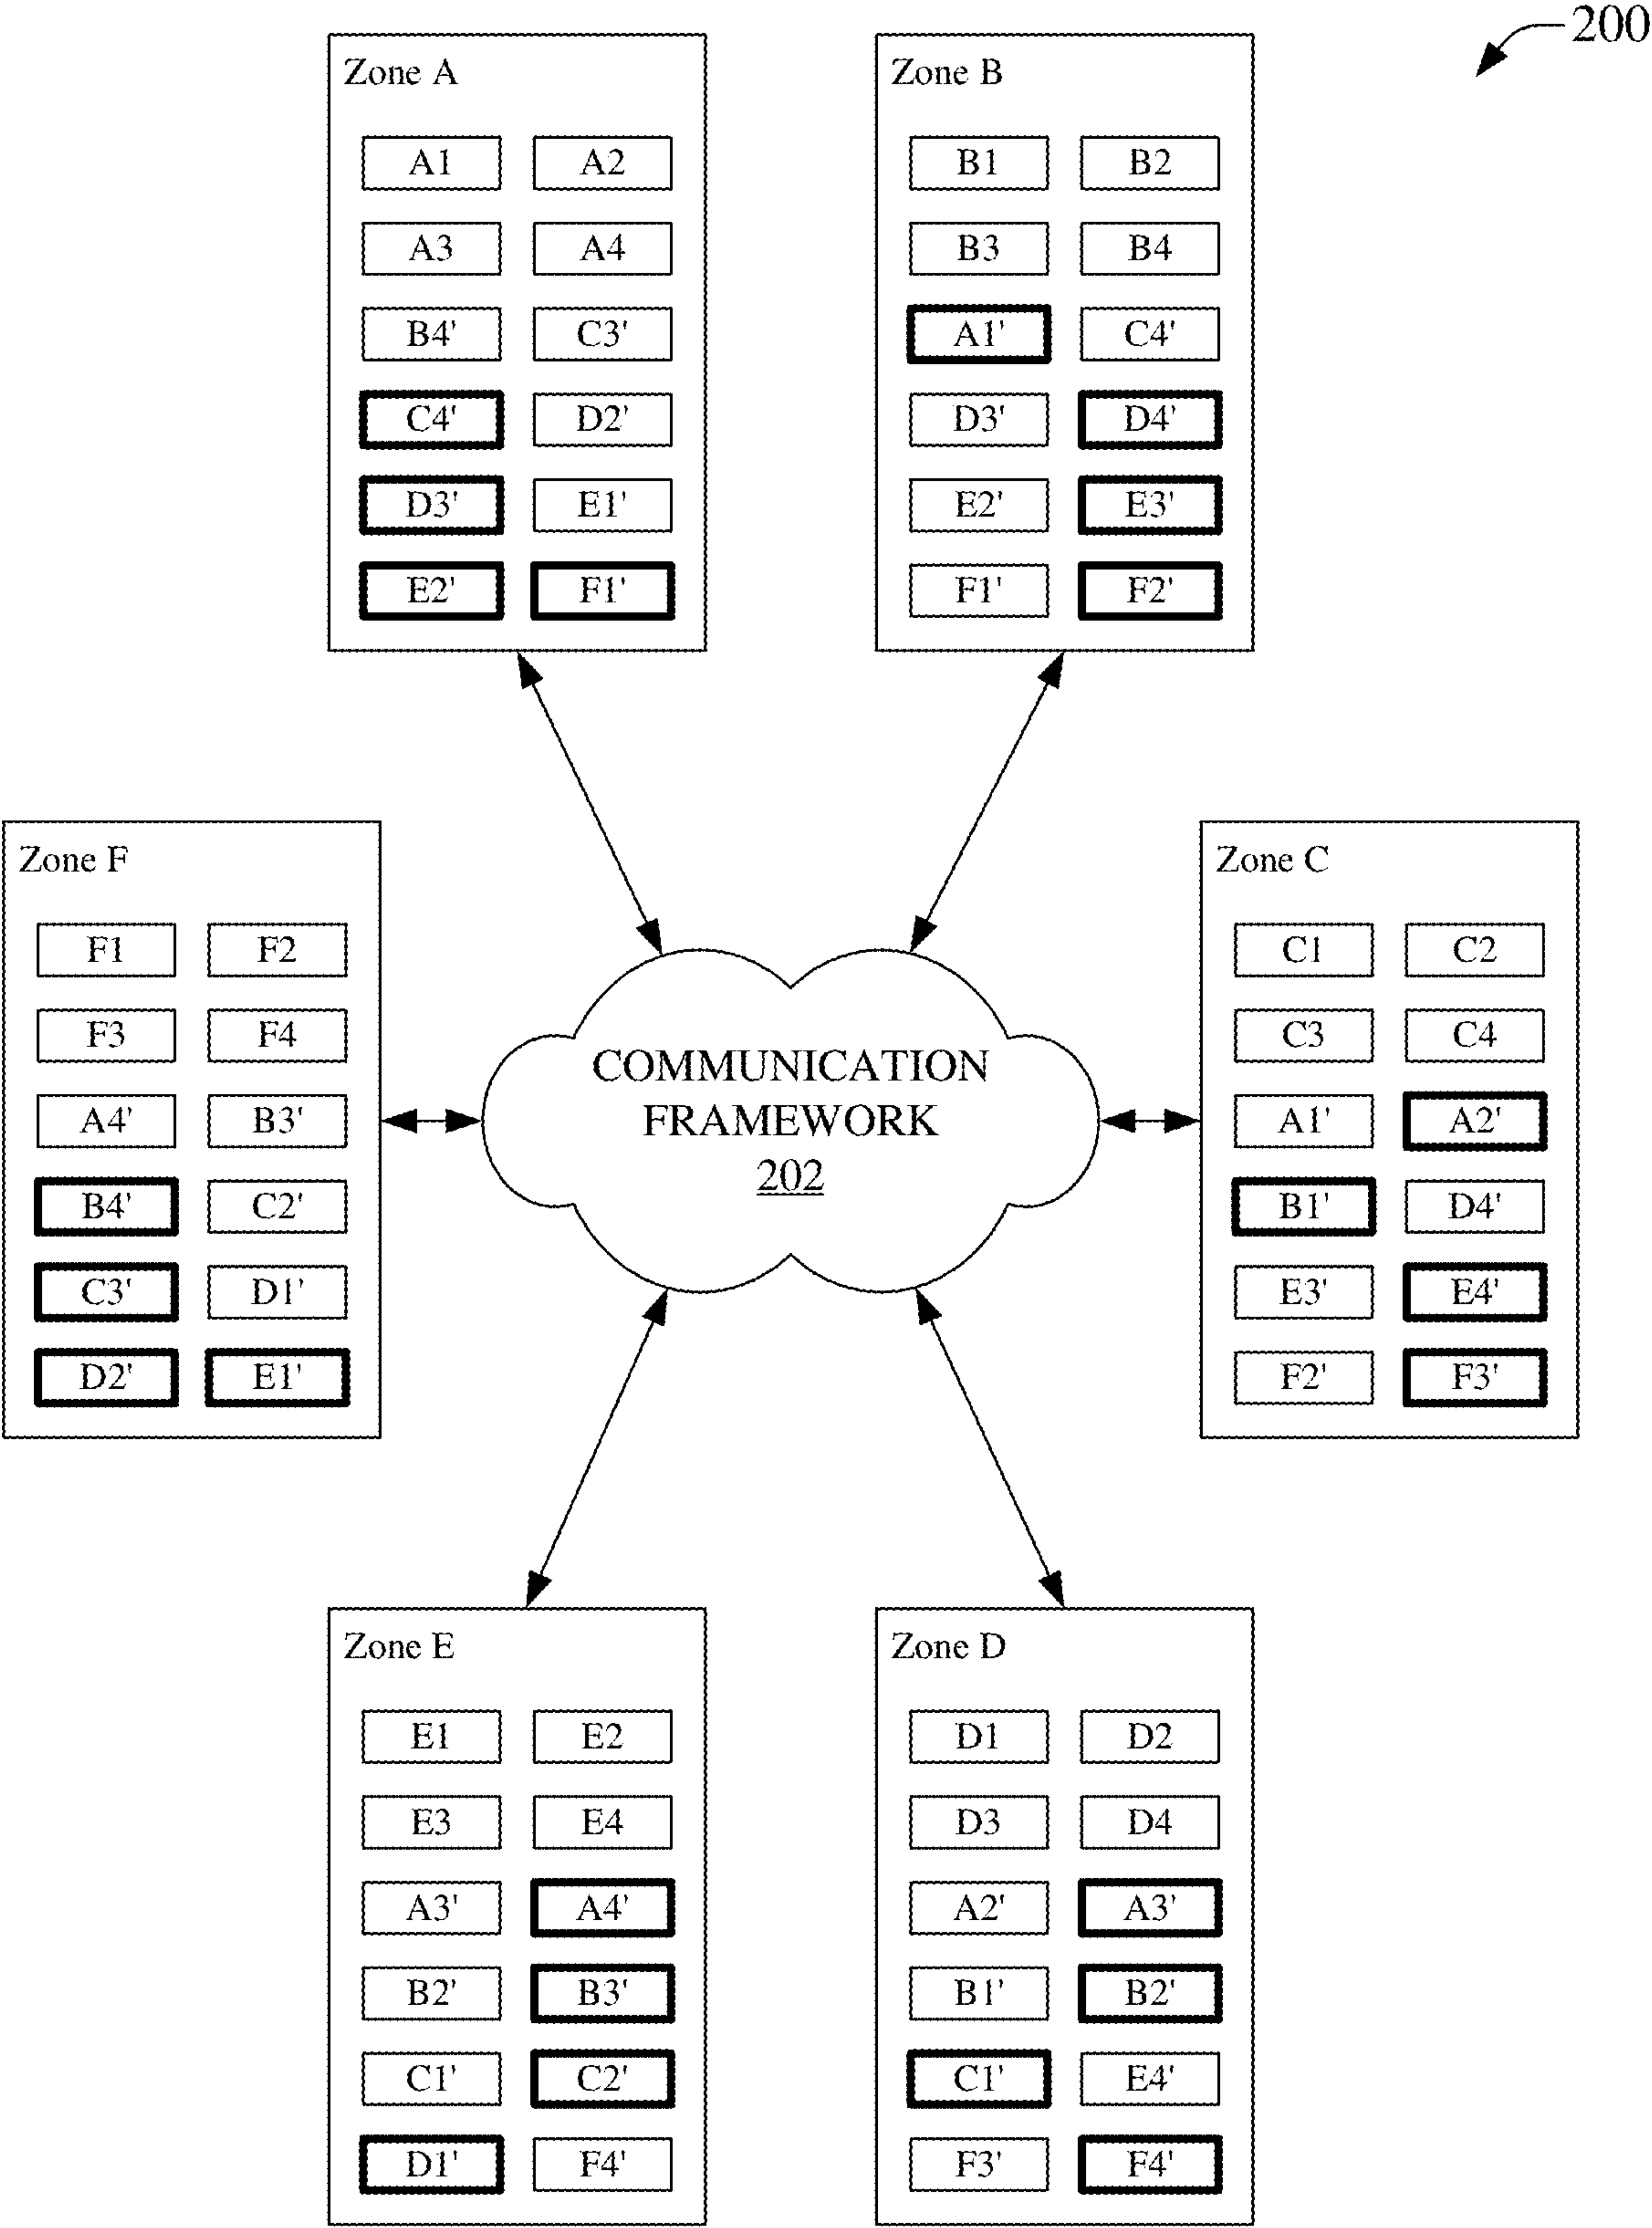 200
Zone A
A1 A2
A3 A4
B4' C3'
C4' D2'
D3' E1'
E2' F1'
Zone B
B1 B2
B3 B4
A1' C4'
D3' D4'
E2' E3'
F1' F2'
Zone F
F1 F2
F3 F4
A4' B3'
B4' C2'
C3' D1'
D2' E1'
COMMUNICATION
FRAMEWORK
202
Zone C
C1 C2
C3 C4
A1' A2'
B1' D4'
E3' E4'
F2' F3'
Zone E
E1 E2
E3 E4
A3' A4'
B2' B3'
C1' C2'
D1' F4'
Zone D
D1 D2
D3 D4
A2' A3'
B1' B2'
C1' E4'
F3' F4'